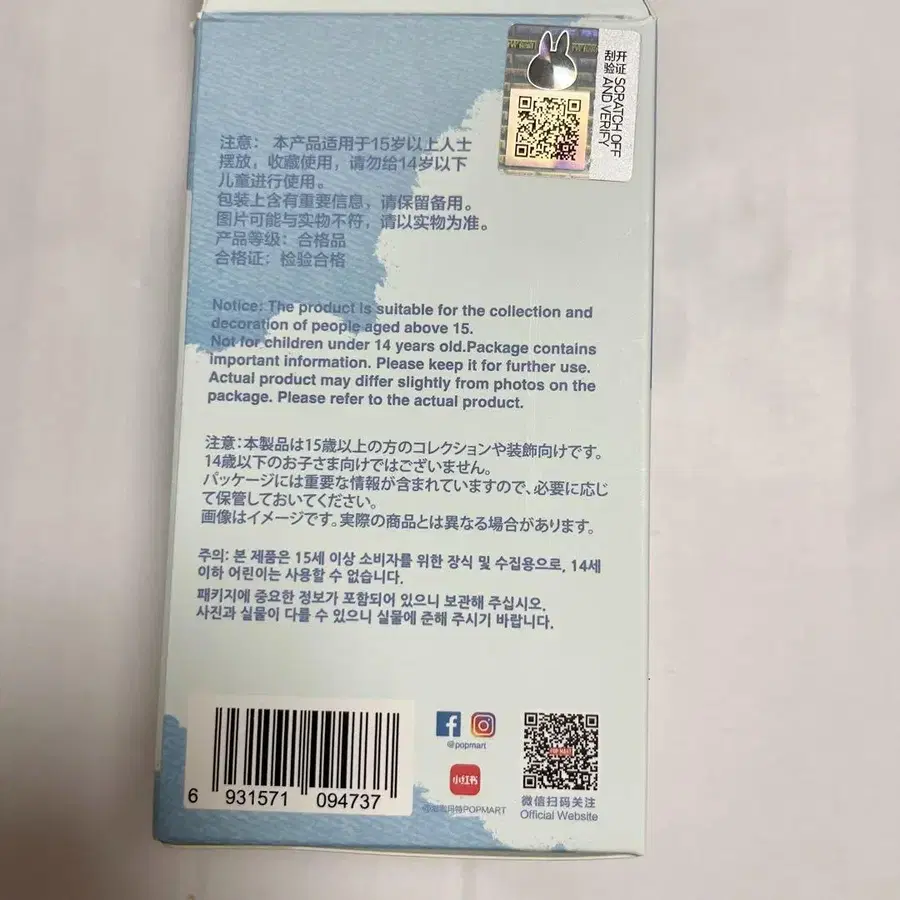 开证 SCRATCH OFF
刮验 AND VERIFY
注意： 本产品适用于15岁以上人士
摆放，收藏使用，请勿给14岁以下
儿童进行使用。
包装上含有重要信息，请保留备用。
图片可能与实物不符，请以实物为准。
产品等级：合格品
合格证：检验合格
Notice: The product is suitable for the collection and
decoration of people aged above 15.
Not for children under 14 years old.Package contains
important information. Please keep it for further use.
Actual product may differ slightly from photos on the
package. Please refer to the actual product.
注意：本製品は15歳以上の方のコレクションや装飾向けです。
14歳以下のお子さま向けではございません。
パッケージには重要な情報が含まれていますので、必要に応じ
て保管しておいてください。
画像はイメージです。実際の商品とは異なる場合があります。
주의: 본 제품은 15세 이상 소비자를 위한 장식 및 수집용으로, 14세
이하 어린이는 사용할 수 없습니다.
패키지에 중요한 정보가 포함되어 있으니 보관해 주십시오.
사진과 실물이 다를 수 있으니 실물에 준해 주시기 바랍니다.
6 931571 094737
@popmart
小红书
玛特POPMART
POP MART
微信扫码关注
Official Website